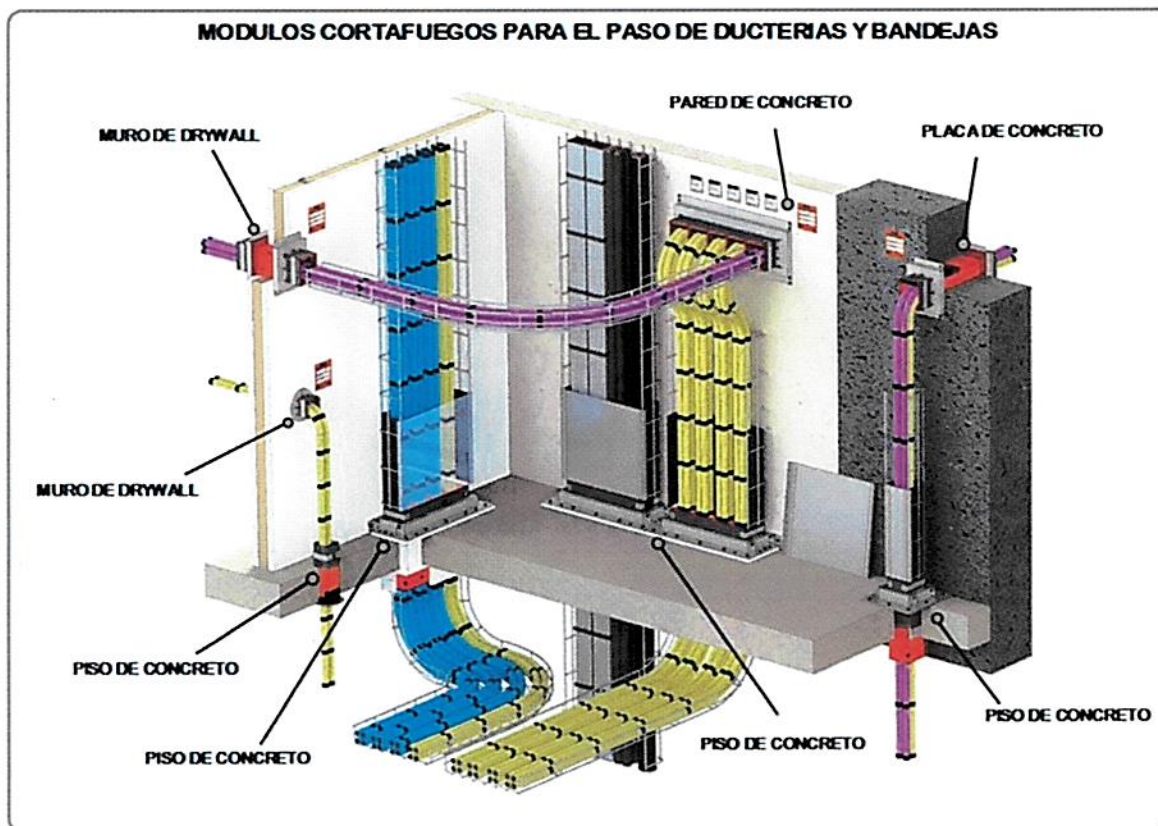 MODULOS CORTAFUEGOS PARA EL PASO DE DUCTERIAS Y BANDEJAS
PARED DE CONCRETO
MURO DE DRYWALL
PLACA DE CONCRETO
MURO DE DRYWALL
PISO DE CONCRETO
PISO DE CONCRETO
PISO DE CONCRETO
PISO DE CONCRETO